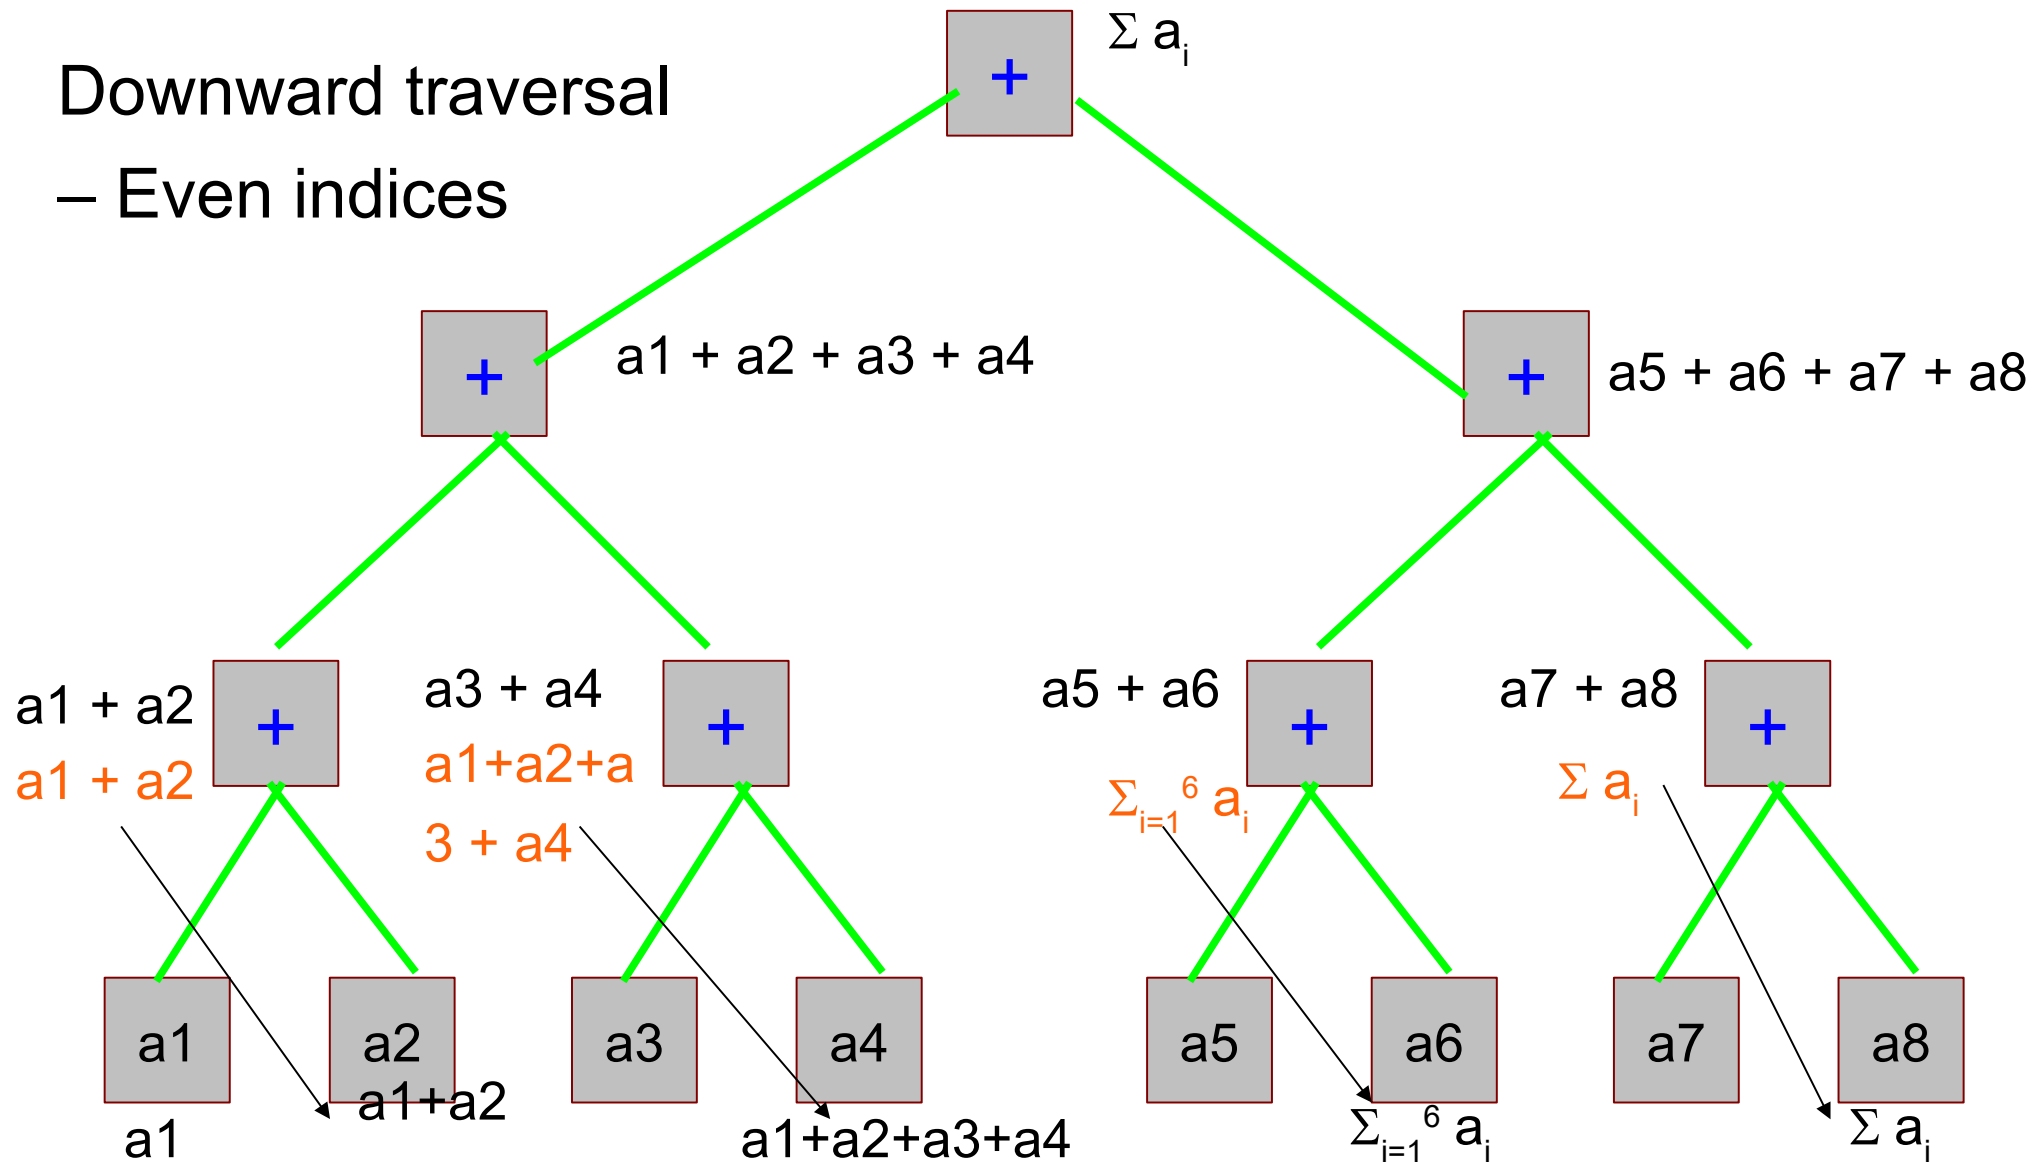 Σ aᵢ
Downward traversal
– Even indices
+
+
a1 + a2 + a3 + a4
+
a5 + a6 + a7 + a8
a1 + a2
a1 + a2
+
a3 + a4
a1+a2+a
3 + a4
+
a5 + a6
Σᵢ₌₁⁶ aᵢ
+
a7 + a8
Σ aᵢ
+
a1
a2
a3
a4
a5
a6
a7
a8
a1
a1+a2
a1+a2+a3+a4
Σᵢ₌₁⁶ aᵢ
Σ aᵢ